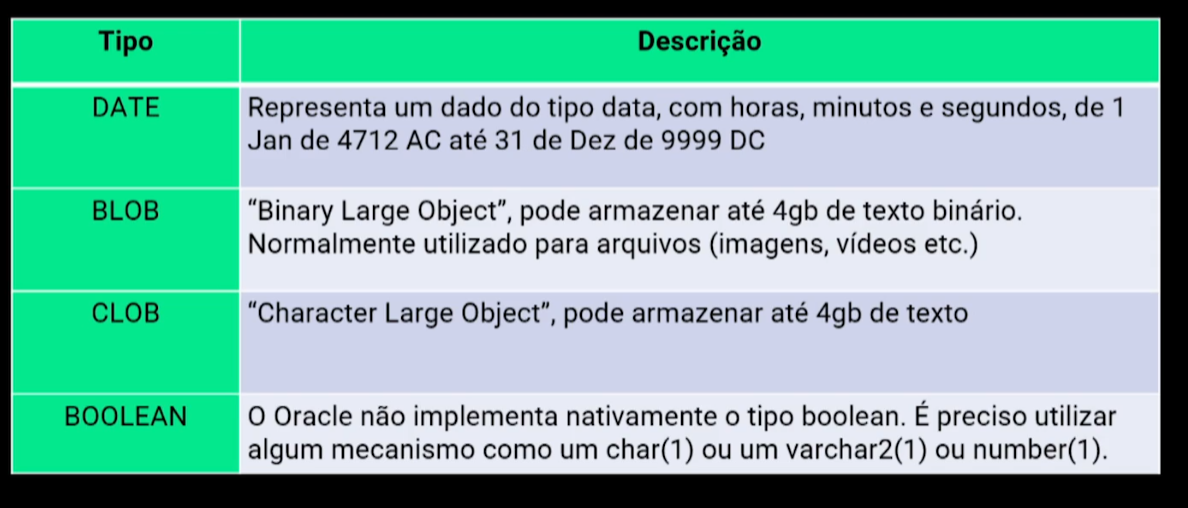 Tipo
Descrição
DATE
Representa um dado do tipo data, com horas, minutos e segundos, de 1
Jan de 4712 AC até 31 de Dez de 9999 DC
BLOB
“Binary Large Object”, pode armazenar até 4gb de texto binário.
Normalmente utilizado para arquivos (imagens, vídeos etc.)
CLOB
“Character Large Object”, pode armazenar até 4gb de texto
BOOLEAN
O Oracle não implementa nativamente o tipo boolean. É preciso utilizar
algum mecanismo como um char(1) ou um varchar2(1) ou number(1).